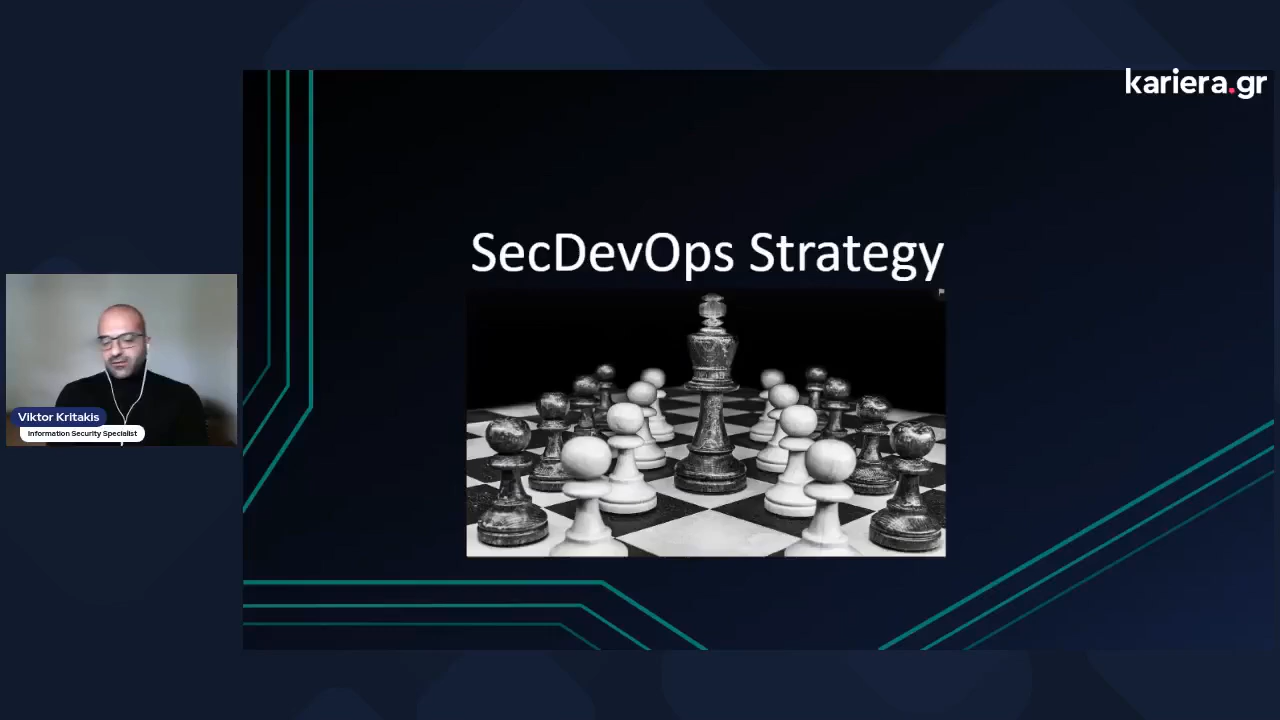 kariera.gr
SecDevOps Strategy
Viktor Kritakis
Information Security Specialist